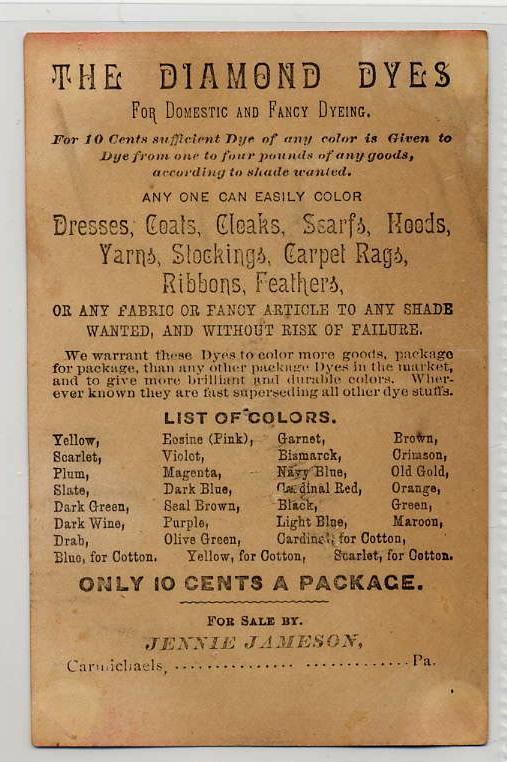 THE DIAMOND DYES
FOR DOMESTIC AND FANCY DYEING.
For 10 Cents sufficient Dye of any color is Given to
Dye from one to four pounds of any goods,
according to shade wanted.
ANY ONE CAN EASILY COLOR
Dresses, Coats, Cloaks, Scarfs, Hoods,
Yarns, Stockings, Carpet Rags,
Ribbons, Feathers,
OR ANY FABRIC OR FANCY ARTICLE TO ANY SHADE
WANTED, AND WITHOUT RISK OF FAILURE.
We warrant these Dyes to color more goods, package
for package, than any other package Dyes in the market,
and to give more brilliant and durable colors. Wher-
ever known they are fast superseding all other dye stuffs.
LIST OF COLORS.
Yellow, Eosine (Pink), Garnet, Brown,
Scarlet, Violet, Bismarck, Crimson,
Plum, Magenta, Navy Blue, Old Gold,
Slate, Dark Blue, Cardinal Red, Orange,
Dark Green, Seal Brown, Black, Green,
Dark Wine, Purple, Light Blue, Maroon,
Drab, Olive Green, Cardinal, for Cotton,
Blue, for Cotton. Yellow, for Cotton, Scarlet, for Cotton.
ONLY 10 CENTS A PACKAGE.
FOR SALE BY.
JENNIE JAMESON,
Carmichaels, ........................ Pa.